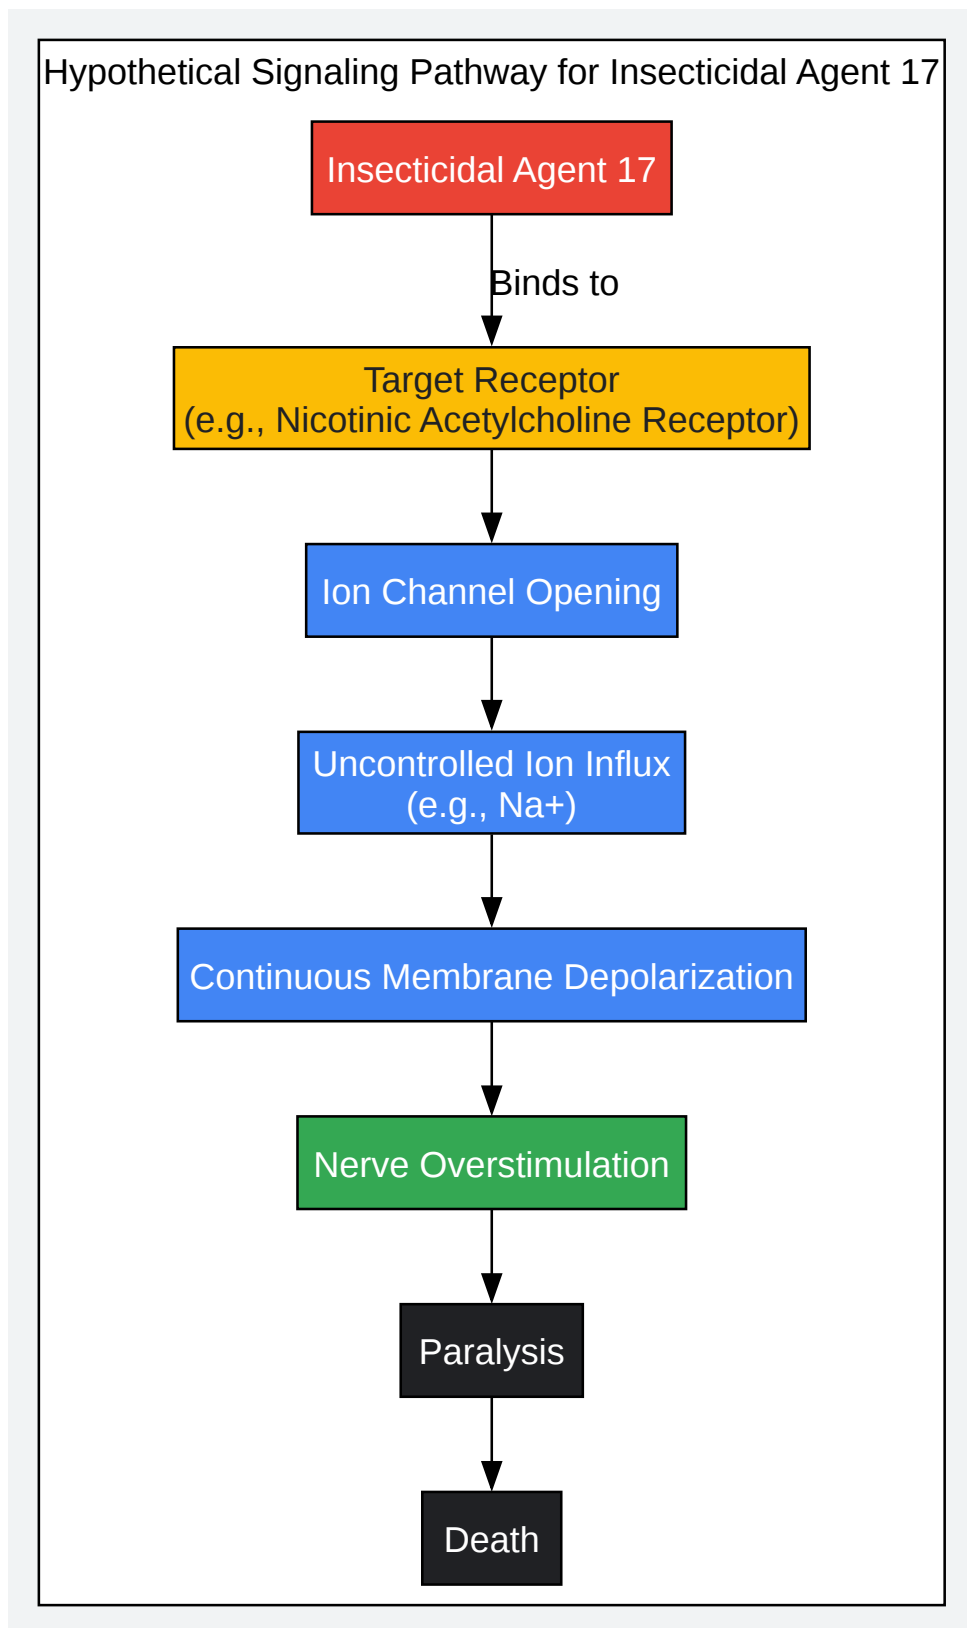 Hypothetical Signaling Pathway for Insecticidal Agent 17
Insecticidal Agent 17
Binds to
Target Receptor
(e.g., Nicotinic Acetylcholine Receptor)
Ion Channel Opening
Uncontrolled Ion Influx
(e.g., Na+)
Continuous Membrane Depolarization
Nerve Overstimulation
Paralysis
Death